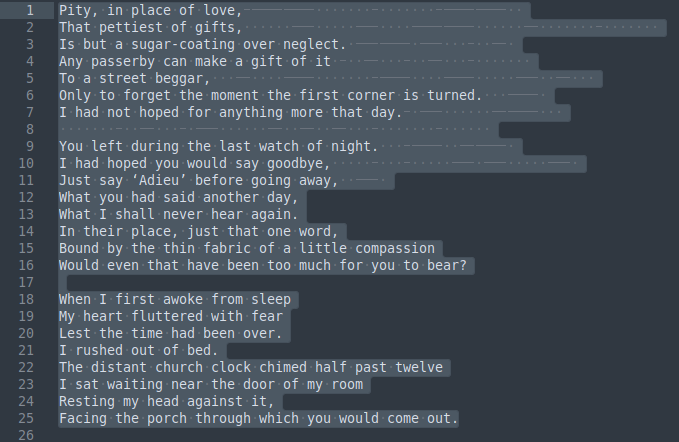 1 Pity, in place of love,
2 That pettiest of gifts,
3 Is but a sugar-coating over neglect.
4 Any passerby can make a gift of it
5 To a street beggar,
6 Only to forget the moment the first corner is turned.
7 I had not hoped for anything more that day.
8
9 You left during the last watch of night.
10 I had hoped you would say goodbye,
11 Just say ‘Adieu’ before going away,
12 What you had said another day,
13 What I shall never hear again.
14 In their place, just that one word,
15 Bound by the thin fabric of a little compassion
16 Would even that have been too much for you to bear?
17
18 When I first awoke from sleep
19 My heart fluttered with fear
20 Lest the time had been over.
21 I rushed out of bed.
22 The distant church clock chimed half past twelve
23 I sat waiting near the door of my room
24 Resting my head against it,
25 Facing the porch through which you would come out.
26